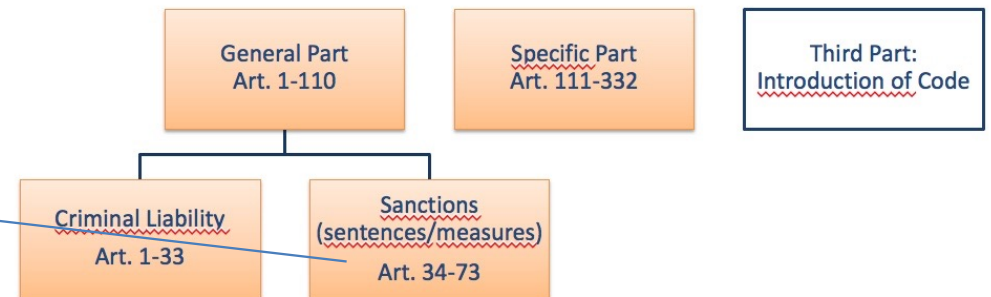 General Part
Art. 1-110
Specific Part
Art. 111-332
Third Part:
Introduction of Code
Criminal Liability
Art. 1-33
Sanctions
(sentences/measures)
Art. 34-73